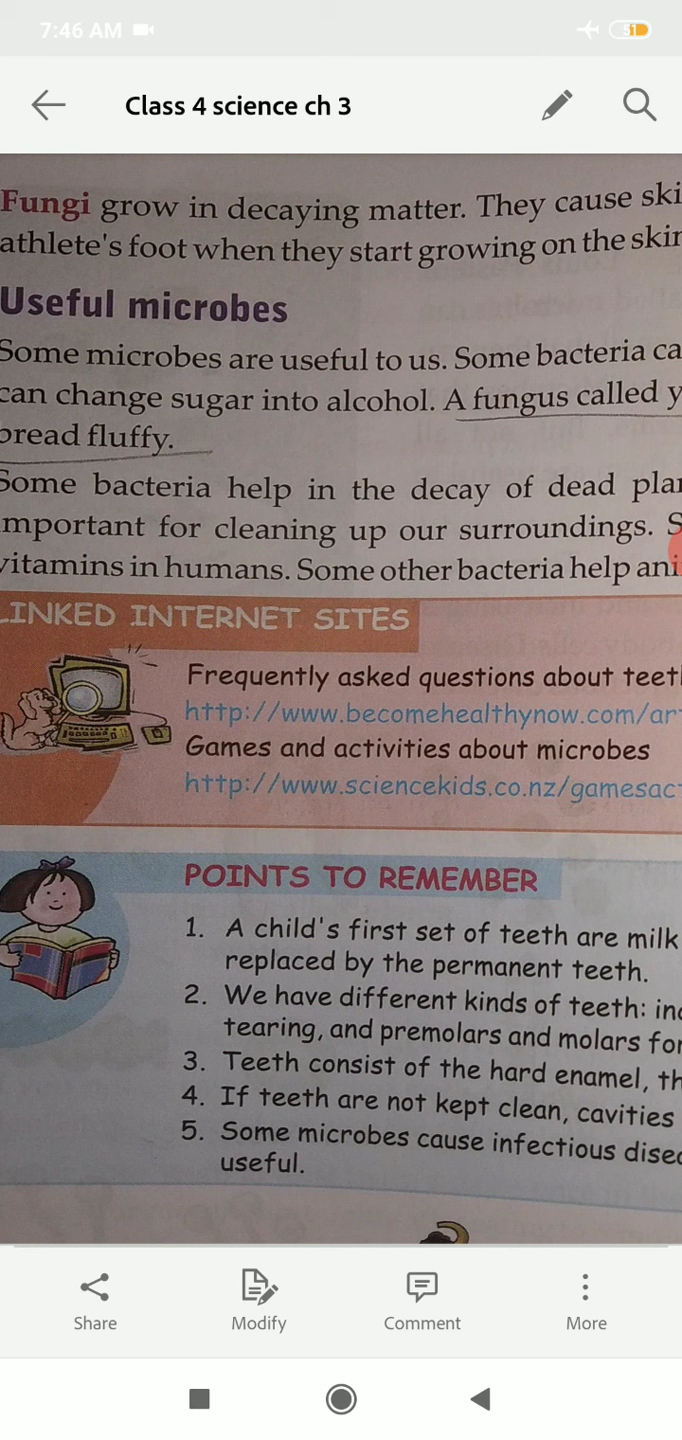 7:46 AM
51
Class 4 science ch 3
Fungi grow in decaying matter. They cause ski
athlete's foot when they start growing on the skin
Useful microbes
Some microbes are useful to us. Some bacteria ca
can change sugar into alcohol. A fungus called y
bread fluffy.
Some bacteria help in the decay of dead plan
important for cleaning up our surroundings. S
vitamins in humans. Some other bacteria help ani
LINKED INTERNET SITES
Frequently asked questions about teet
http://www.becomehealthynow.com/ar
Games and activities about microbes
http://www.sciencekids.co.nz/gamesac
POINTS TO REMEMBER
1. A child's first set of teeth are milk
replaced by the permanent teeth.
2. We have different kinds of teeth: inc
tearing, and premolars and molars for
3. Teeth consist of the hard enamel, th
4. If teeth are not kept clean, cavities
5. Some microbes cause infectious disea
useful.
Share
Modify
Comment
More